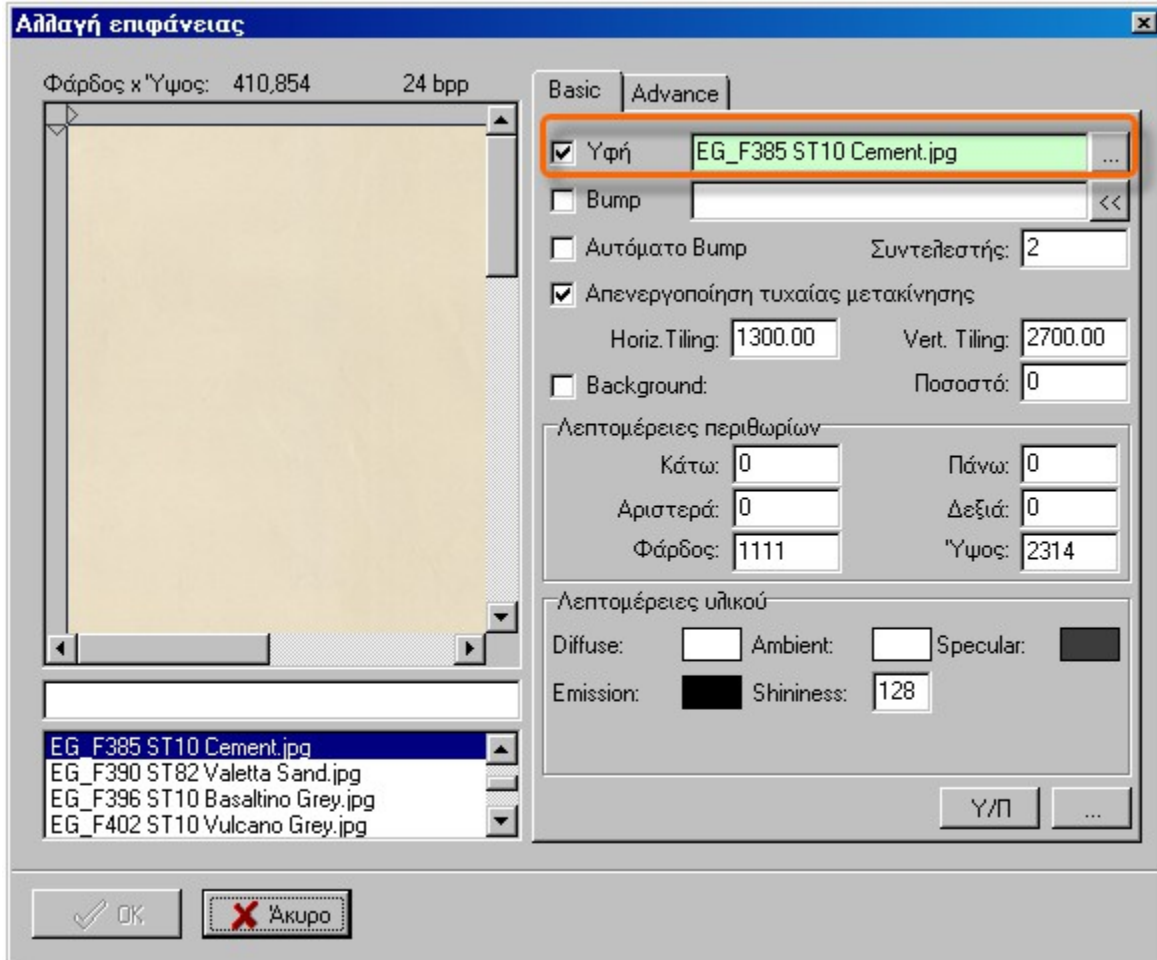 Αλλαγή επιφάνειας
Φάρδος x Ύψος: 410,854 24 bpp
Basic Advance
Υφή EG_F385 ST10 Cement.jpg ...
Bump <<
Αυτόματο Bump Συντελεστής: 2
Απενεργοποίηση τυχαίας μετακίνησης
Horiz.Tiling: 1300.00 Vert. Tiling: 2700.00
Background: Ποσοστό: 0
Λεπτομέρειες περιθωρίων
Κάτω: 0 Πάνω: 0
Αριστερά: 0 Δεξιά: 0
Φάρδος: 1111 Ύψος: 2314
Λεπτομέρειες υλικού
Diffuse: Ambient: Specular:
Emission: Shininess: 128
EG_F385 ST10 Cement.jpg
EG_F390 ST82 Valetta Sand.jpg
EG_F396 ST10 Basaltino Grey.jpg
EG_F402 ST10 Vulcano Grey.jpg
Υ/Π ...
OK Άκυρο